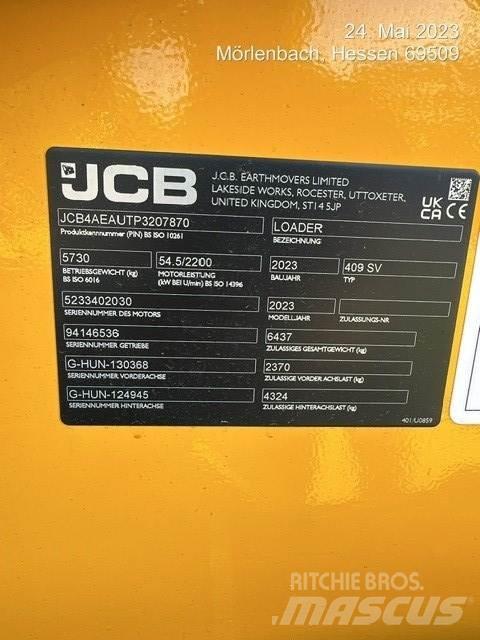 24. Mai 2023
Mörlenbach, Hessen 69509
JCB
J.C.B. EARTHMOVERS LIMITED
LAKESIDE WORKS, ROCESTER, UTTOXETER,
UNITED KINGDOM, ST14 5JP
UK
CA CE
JCB4AEAUTP3207870
Produktkennnummer (PIN) BS ISO 10261
LOADER
BEZEICHNUNG
5730
BETRIEBSGEWICHT (kg)
BS ISO 6016
54.5/2200
MOTORLEISTUNG
(kW BEI U/min) BS ISO 14396
2023
BAUJAHR
409 SV
TYP
5233402030
SERIENNUMMER DES MOTORS
2023
MODELLJAHR
ZULASSUNGS-NR
94146536
SERIENNUMMER GETRIEBE
6437
ZULASSIGES GESAMTGEWICHT (kg)
G-HUN-130368
SERIENNUMMER VORDERACHSE
2370
ZULASSIGE VORDER ACHSLAST (kg)
G-HUN-124945
SERIENNUMMER HINTERACHSE
4324
ZULASSIGE HINTERACHSLAST (kg)
401/U0859
RITCHIE BROS.
MASCUS